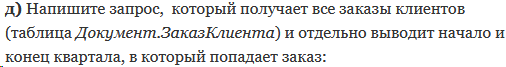 д) Напишите запрос, который получает все заказы клиентов
(таблица Документ.ЗаказКлиента) и отдельно выводит начало и
конец квартала, в который попадает заказ: